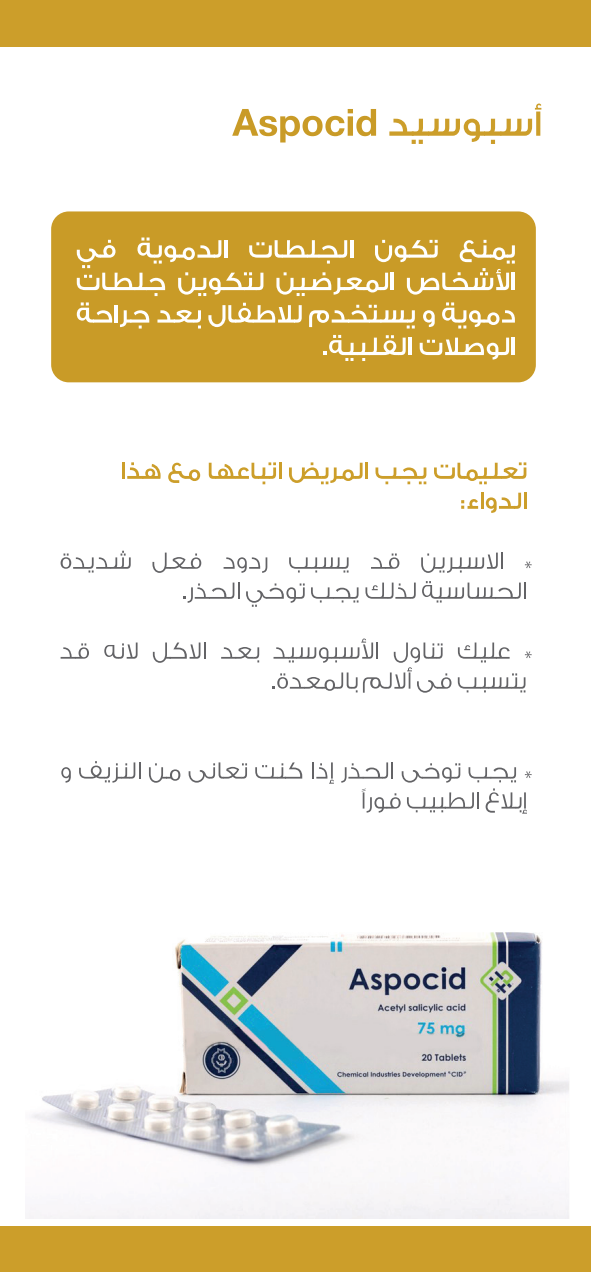 أسبوسيد Aspocid
يمنع تكون الجلطات الدموية في
الأشخاص المعرضين لتكوين جلطات
دموية و يستخدم للاطفال بعد جراحة
الوصلات القلبية.
تعليمات يجب المريض اتباعها مع هذا
الدواء:
* الاسبرين قد يسبب ردود فعل شديدة
الحساسية لذلك يجب توخي الحذر.
* عليك تناول الأسبوسيد بعد الاكل لانه قد
يتسبب فى ألالم بالمعدة.
* يجب توخى الحذر إذا كنت تعانى من النزيف و
إبلاغ الطبيب فوراً
Aspocid
Acetyl salicylic acid
75 mg
20 Tablets
Chemical Industries Development "CID"